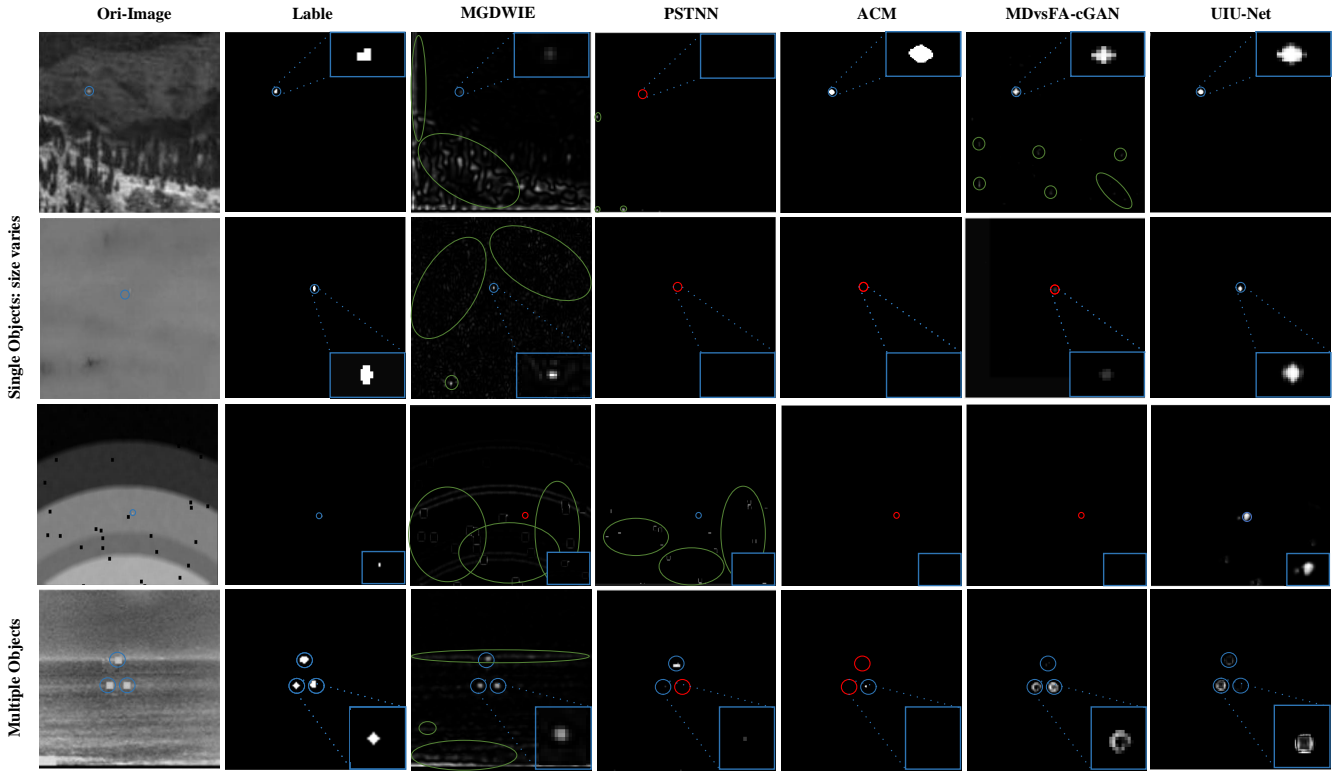 Ori-Image
Lable
MGDWIE
PSTNN
ACM
MDvsFA-cGAN
UIU-Net
Single Objects: size varies
Multiple Objects